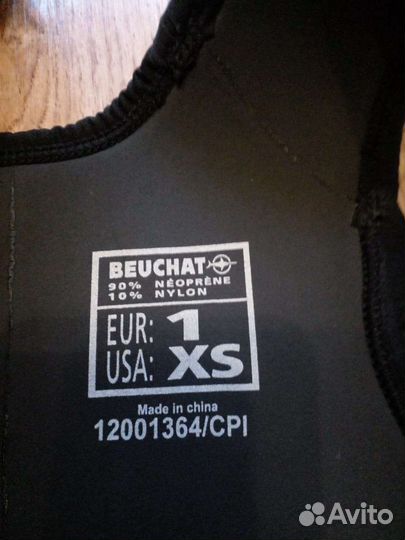 BEUCHAT
90% NÉOPRÈNE
10% NYLON
EUR: 1
USA: XS
Made in china
12001364/CPI
Avito